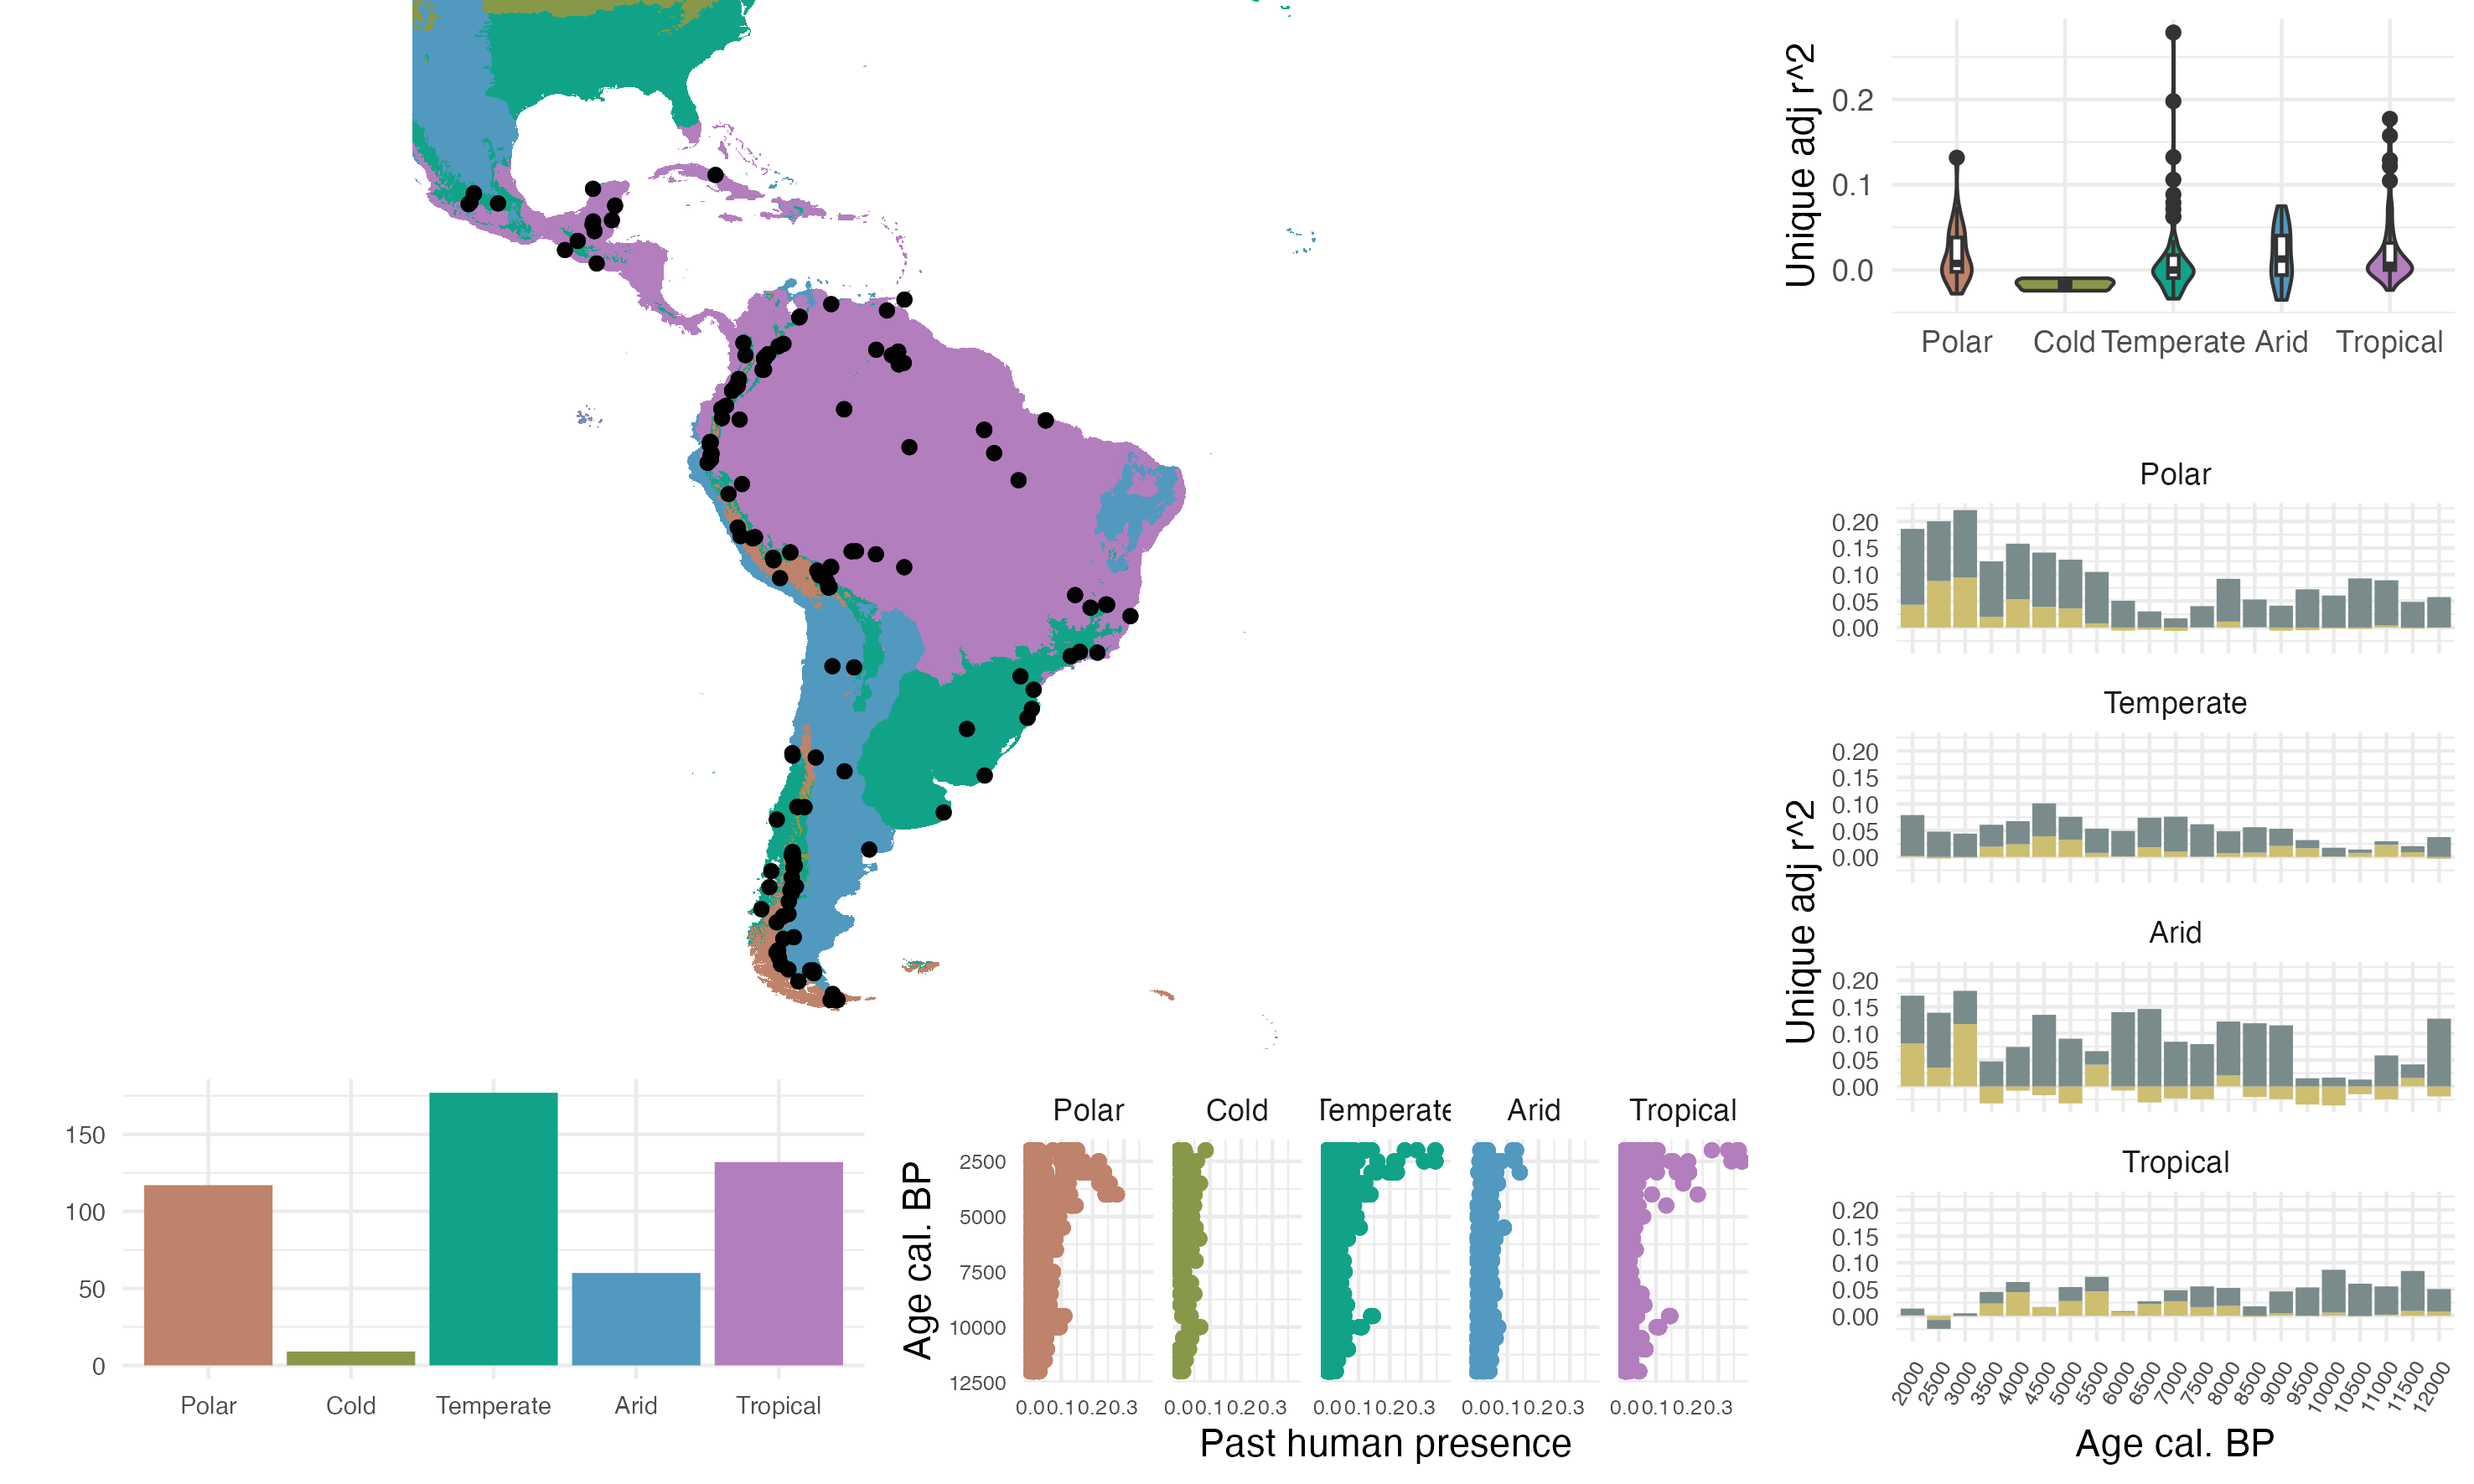 Unique adj r^2
0.2
0.1
0.0
Polar Cold Temperate Arid Tropical
Unique adj r^2
Polar
0.20
0.15
0.10
0.05
0.00
Temperate
0.20
0.15
0.10
0.05
0.00
Arid
0.20
0.15
0.10
0.05
0.00
Tropical
0.20
0.15
0.10
0.05
0.00
2000 2500 3000 3500 4000 4500 5000 5500 6000 6500 7000 7500 8000 8500 9000 9500 10000 10500 11000 11500 12000
Age cal. BP
150
100
50
0
Polar Cold Temperate Arid Tropical
Polar Cold Temperate Arid Tropical
Age cal. BP
2500
5000
7500
10000
12500
0.00.10.20.3 0.00.10.20.3 0.00.10.20.3 0.00.10.20.3 0.00.10.20.3
Past human presence